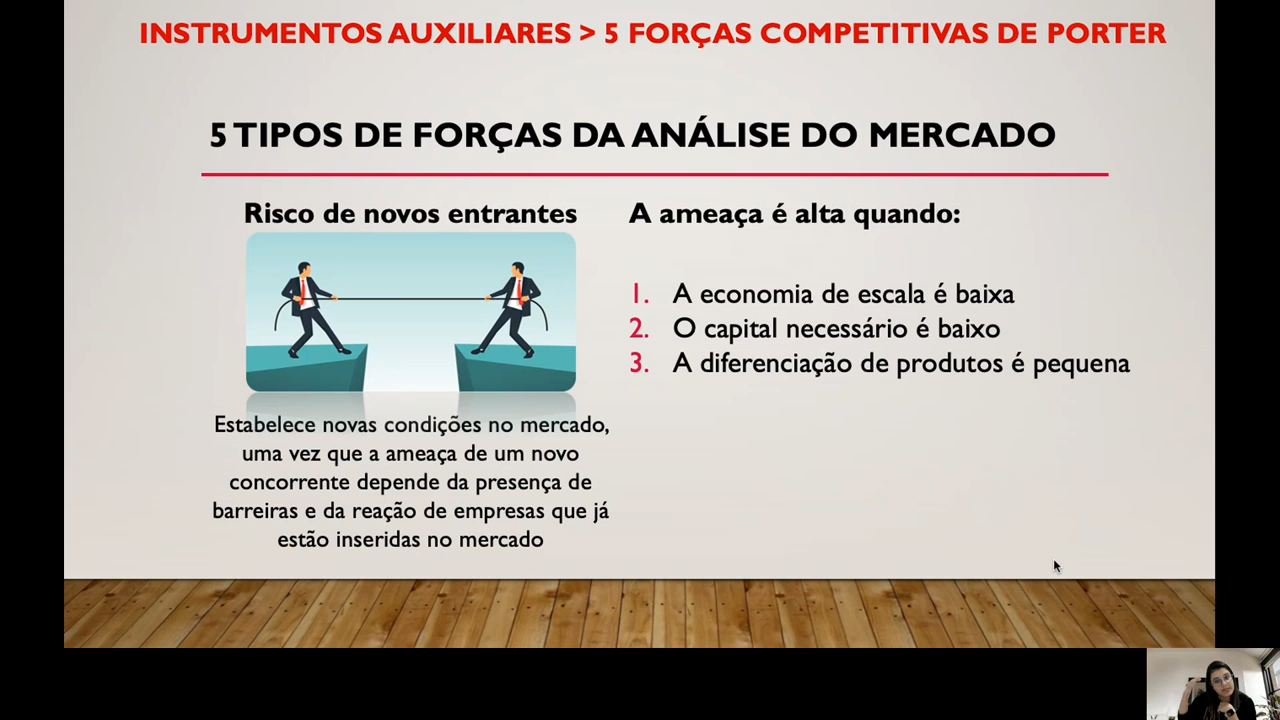 INSTRUMENTOS AUXILIARES > 5 FORÇAS COMPETITIVAS DE PORTER
5 TIPOS DE FORÇAS DA ANÁLISE DO MERCADO
Risco de novos entrantes
Estabelece novas condições no mercado,
uma vez que a ameaça de um novo
concorrente depende da presença de
barreiras e da reação de empresas que já
estão inseridas no mercado
A ameaça é alta quando:
1. A economia de escala é baixa
2. O capital necessário é baixo
3. A diferenciação de produtos é pequena